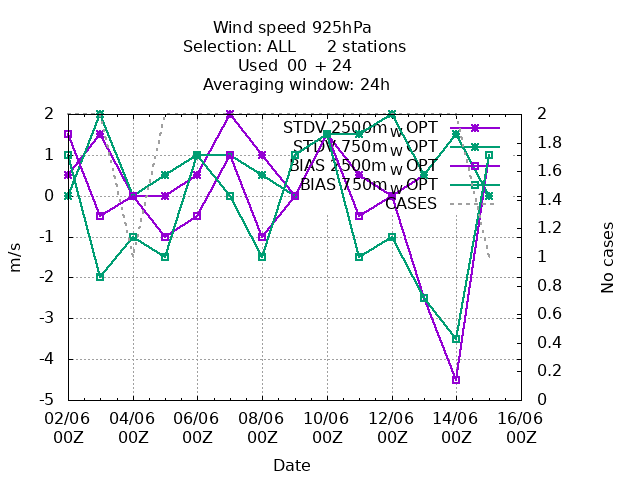 Wind speed 925hPa
Selection: ALL 2 stations
Used 00 + 24
Averaging window: 24h
STDV 2500m_w OPT
STDV 750m_w OPT
BIAS 2500m_w OPT
BIAS 750m_w OPT
CASES
2
1
0
-1
-2
-3
-4
-5
m/s
2
1.8
1.6
1.4
1.2
1
0.8
0.6
0.4
0.2
0
No cases
02/06 04/06 06/06 08/06 10/06 12/06 14/06 16/06
00Z 00Z 00Z 00Z 00Z 00Z 00Z 00Z
Date